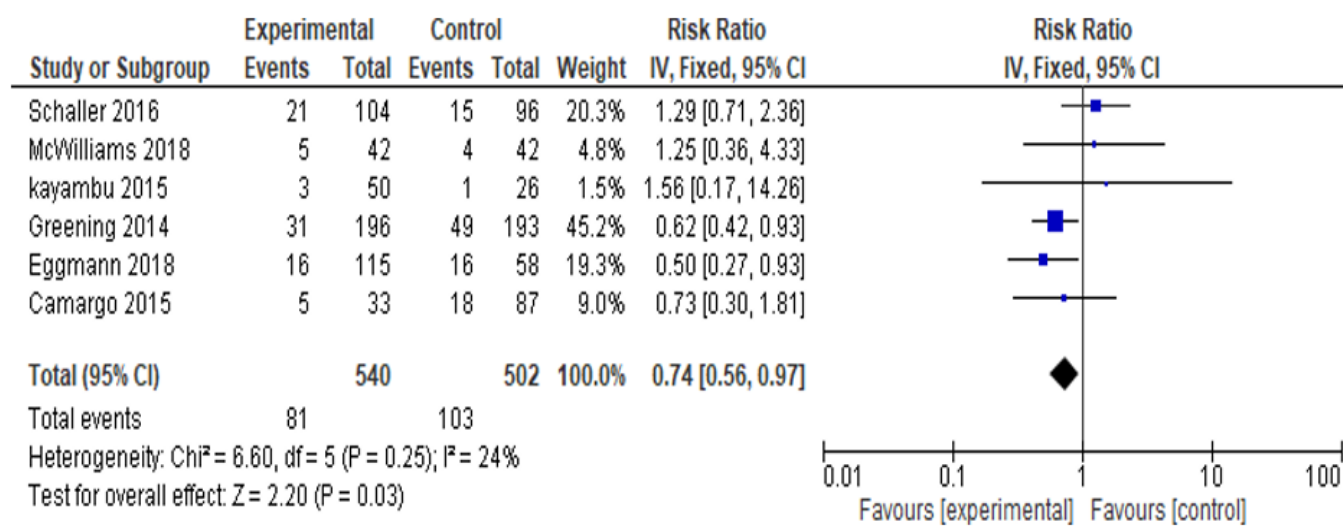 Experimental Control Risk Ratio Risk Ratio
Study or Subgroup Events Total Events Total Weight IV, Fixed, 95% CI IV, Fixed, 95% CI
Schaller 2016 21 104 15 96 20.3% 1.29 [0.71, 2.36]
McWilliams 2018 5 42 4 42 4.8% 1.25 [0.36, 4.33]
kayambu 2015 3 50 1 26 1.5% 1.56 [0.17, 14.26]
Greening 2014 31 196 49 193 45.2% 0.62 [0.42, 0.93]
Eggmann 2018 16 115 16 58 19.3% 0.50 [0.27, 0.93]
Camargo 2015 5 33 18 87 9.0% 0.73 [0.30, 1.81]
Total (95% CI) 540 502 100.0% 0.74 [0.56, 0.97]
Total events 81 103
Heterogeneity: Chi² = 6.60, df = 5 (P = 0.25); I² = 24%
Test for overall effect: Z = 2.20 (P = 0.03)
0.01 0.1 1 10 100
Favours [experimental] Favours [control]